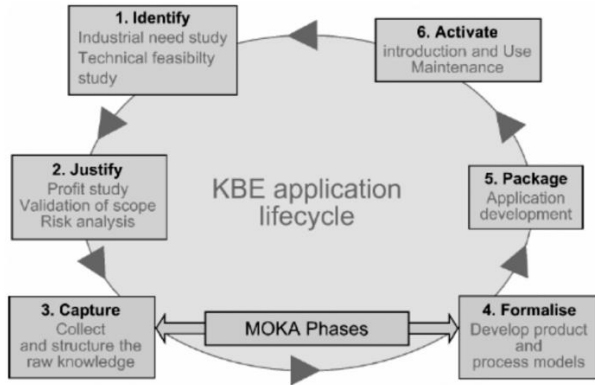 1. Identify
Industrial need study
Technical feasibilty
study
6. Activate
introduction and Use
Maintenance
2. Justify
Profit study
Validation of scope
Risk analysis
KBE application
lifecycle
5. Package
Application
development
3. Capture
Collect
and structure the
raw knowledge
MOKA Phases
4. Formalise
Develop product
and
process models